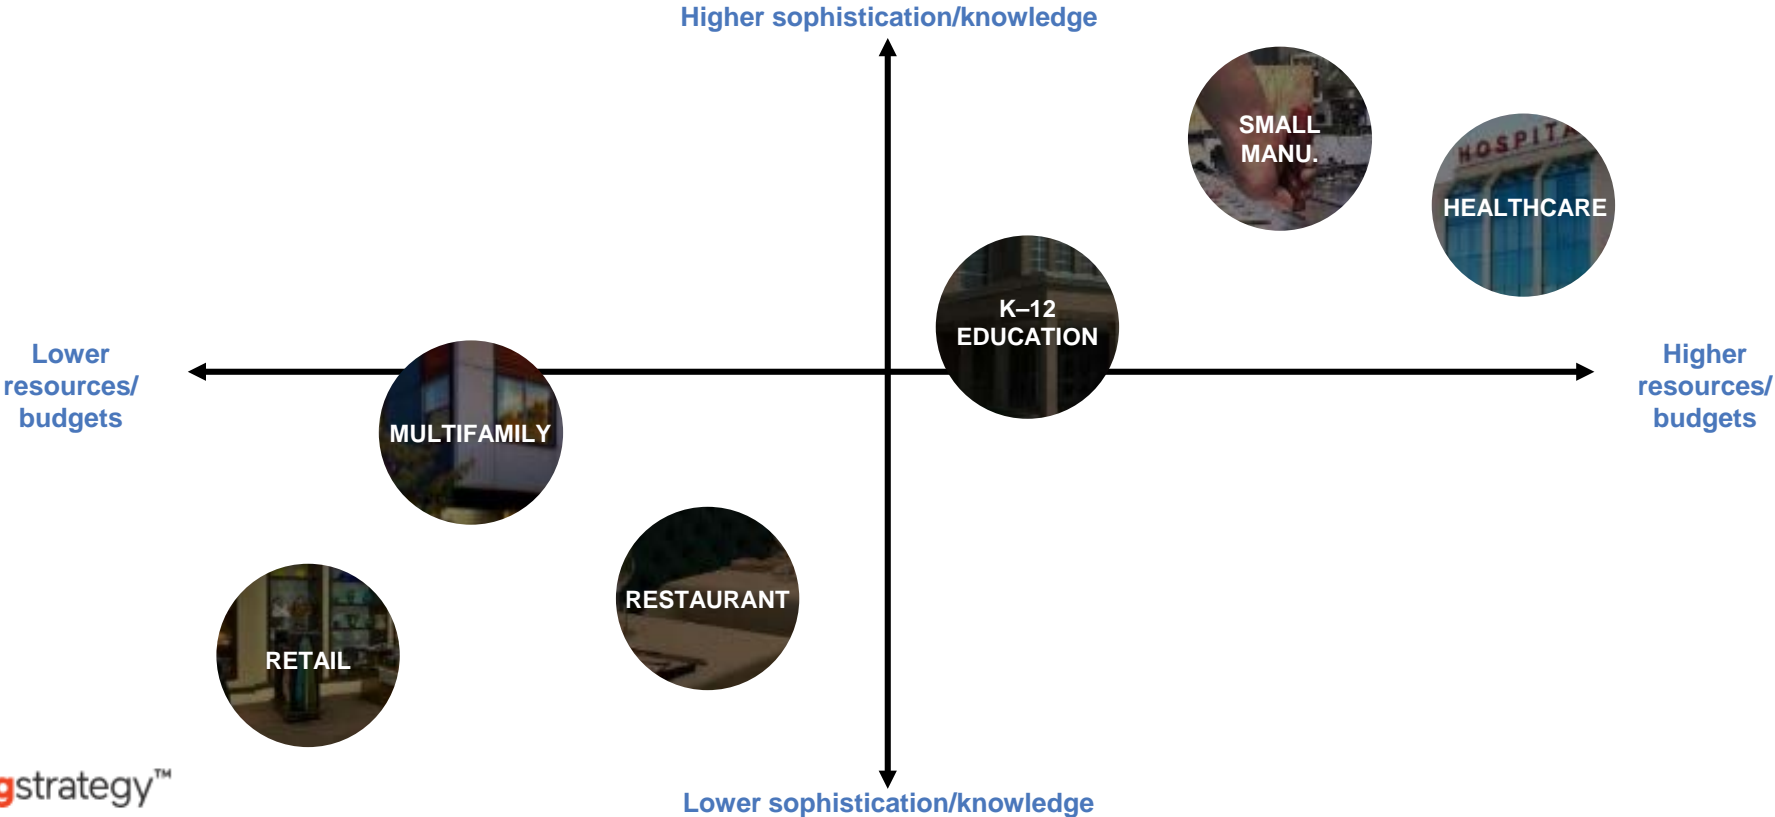 Higher sophistication/knowledge
SMALL
MANU.
HOSPITA
HEALTHCARE
K–12
EDUCATION
Lower
resources/
budgets
Higher
resources/
budgets
MULTIFAMILY
RESTAURANT
RETAIL
gstrategy™
Lower sophistication/knowledge